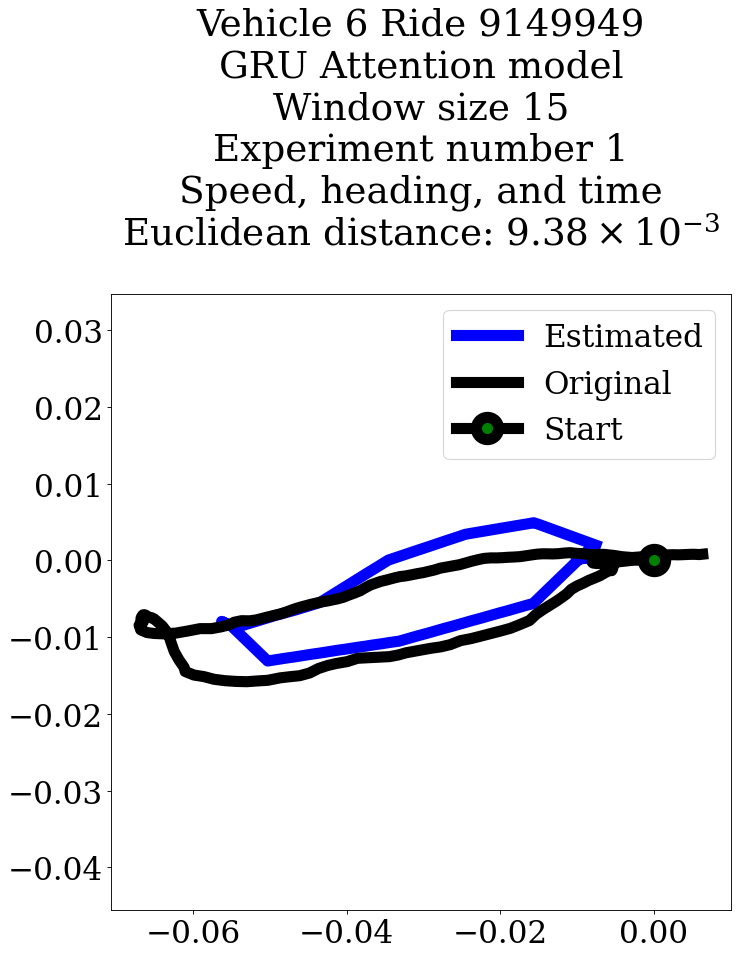 Vehicle 6 Ride 9149949
GRU Attention model
Window size 15
Experiment number 1
Speed, heading, and time
Euclidean distance: 9.38 × 10⁻³
Estimated
Original
Start
0.03
0.02
0.01
0.00
−0.01
−0.02
−0.03
−0.04
−0.06
−0.04
−0.02
0.00